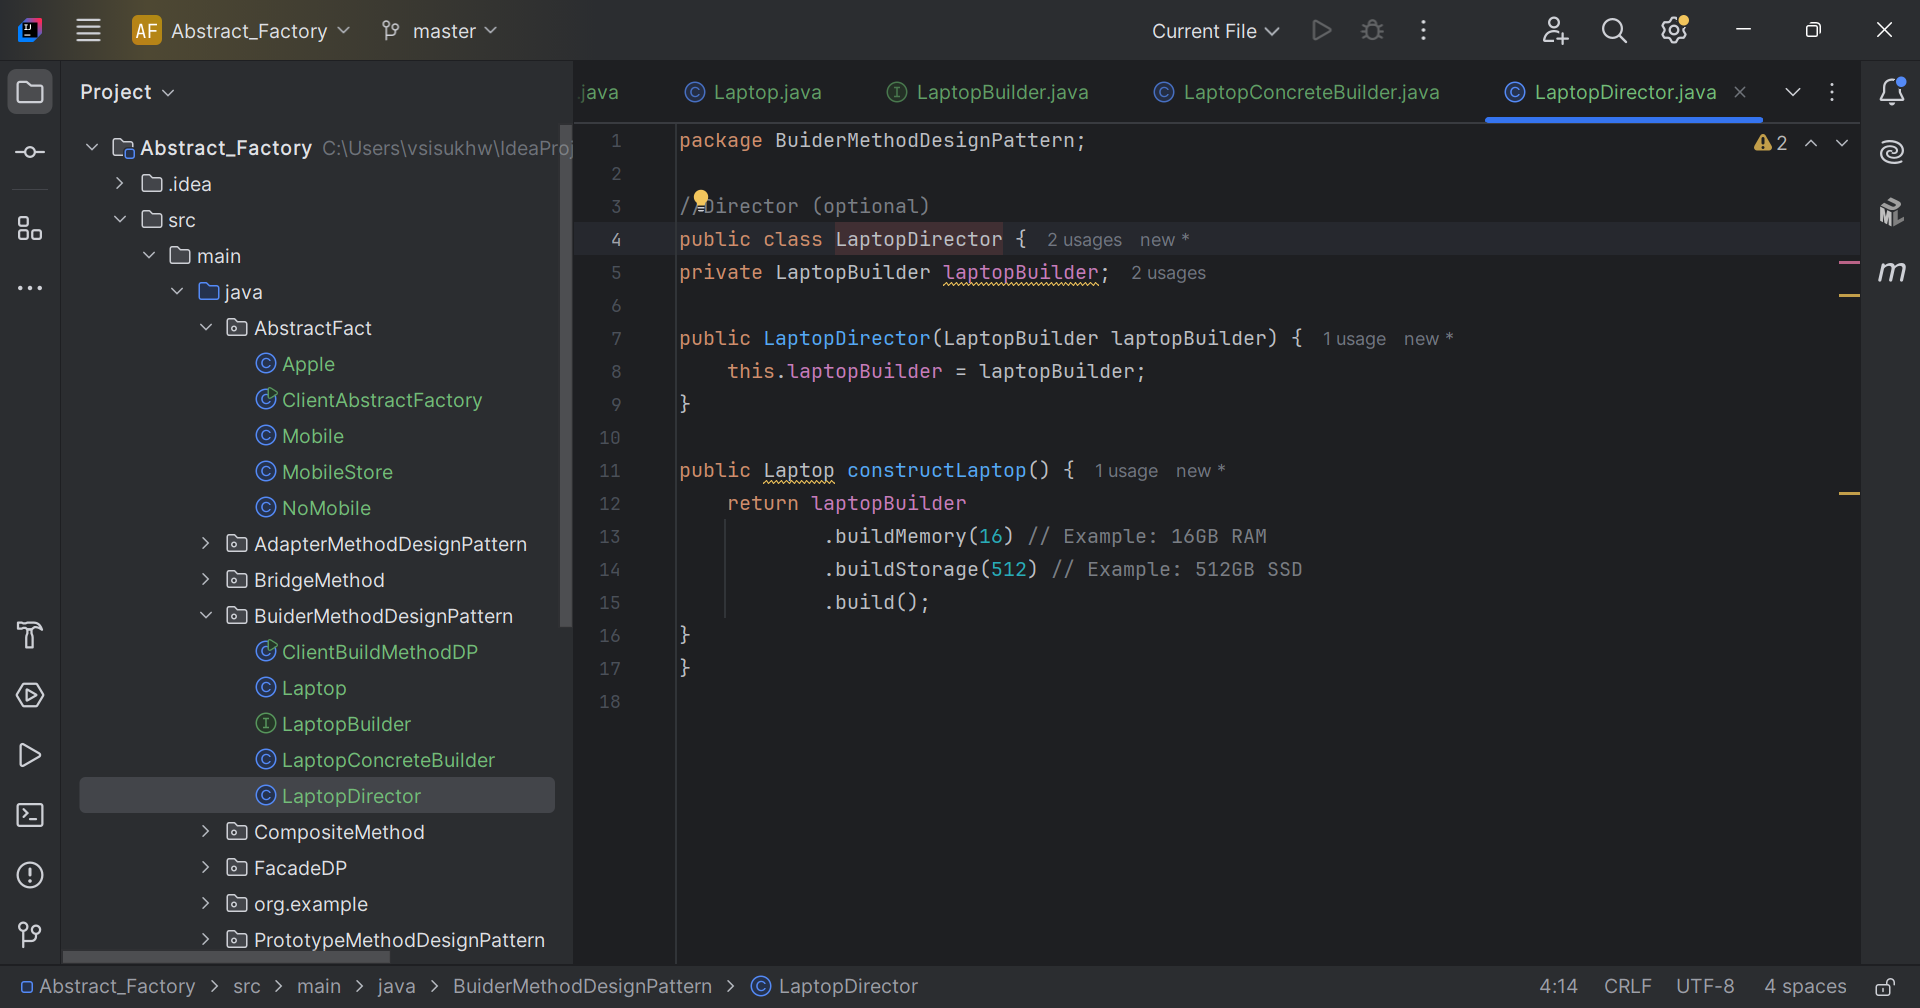 AF Abstract_Factory master Current File
Project
.java Laptop.java LaptopBuilder.java LaptopConcreteBuilder.java LaptopDirector.java
Abstract_Factory C:\Users\vsisukhw\IdeaProj
.idea
src
main
java
AbstractFact
Apple
ClientAbstractFactory
Mobile
MobileStore
NoMobile
AdapterMethodDesignPattern
BridgeMethod
BuiderMethodDesignPattern
ClientBuildMethodDP
Laptop
LaptopBuilder
LaptopConcreteBuilder
LaptopDirector
CompositeMethod
FacadeDP
org.example
PrototypeMethodDesignPattern
1 package BuiderMethodDesignPattern; 2
2
3 //Director (optional)
4 public class LaptopDirector { 2 usages new *
5 private LaptopBuilder laptopBuilder; 2 usages
6
7 public LaptopDirector(LaptopBuilder laptopBuilder) { 1 usage new *
8 this.laptopBuilder = laptopBuilder;
9 }
10
11 public Laptop constructLaptop() { 1 usage new *
12 return laptopBuilder
13 .buildMemory(16) // Example: 16GB RAM
14 .buildStorage(512) // Example: 512GB SSD
15 .build();
16 }
17 }
18
Abstract_Factory > src > main > java > BuiderMethodDesignPattern > LaptopDirector 4:14 CRLF UTF-8 4 spaces